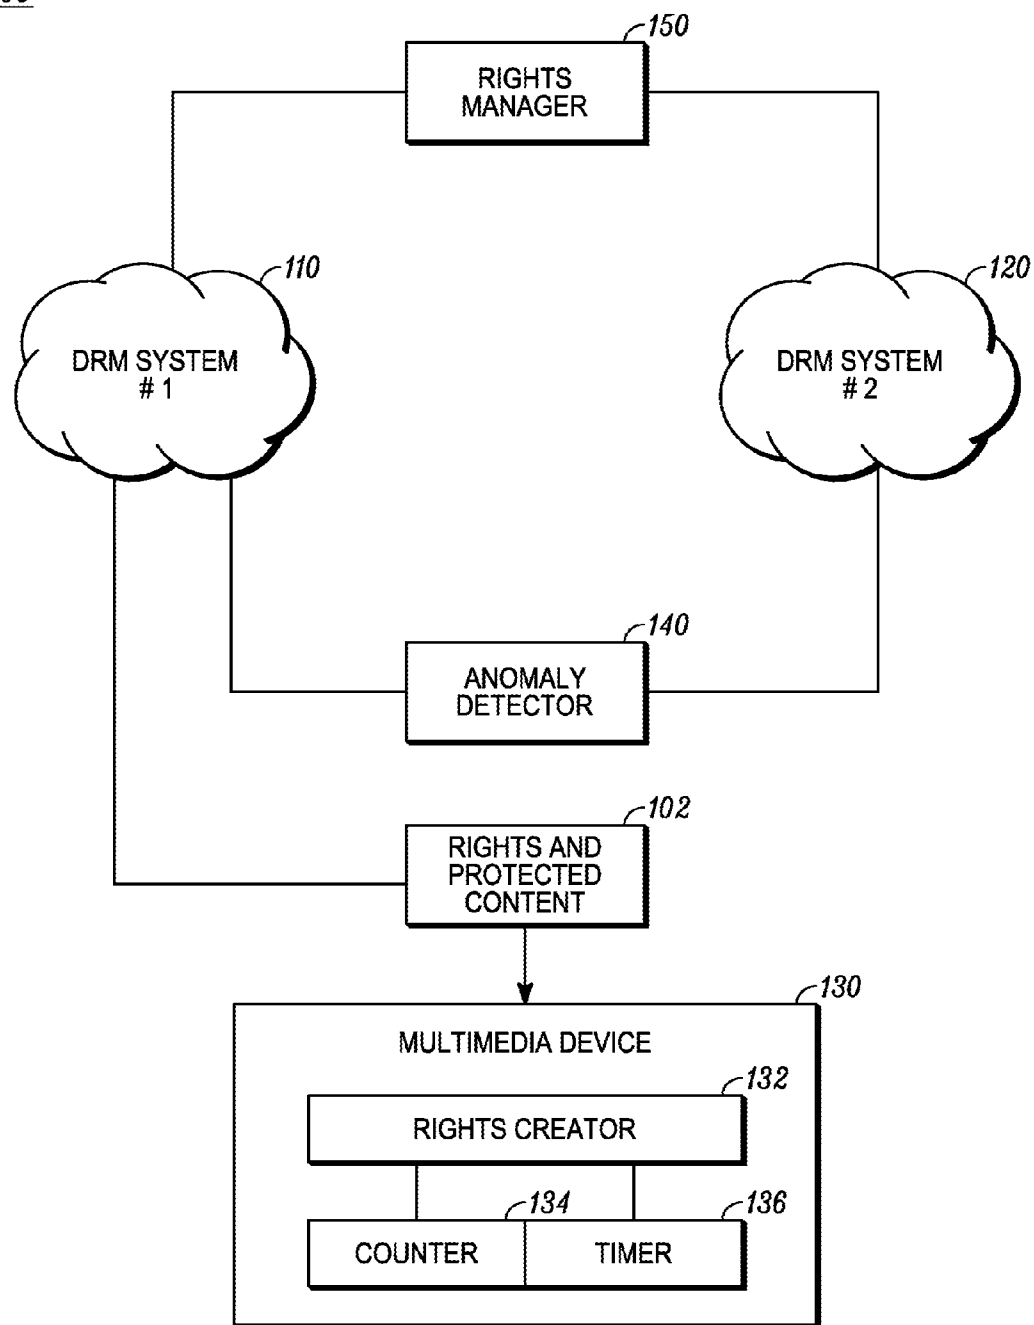 150
RIGHTS
MANAGER
110
120
DRM SYSTEM
# 1
DRM SYSTEM
# 2
140
ANOMALY
DETECTOR
102
RIGHTS AND
PROTECTED
CONTENT
130
MULTIMEDIA DEVICE
132
RIGHTS CREATOR
134
136
COUNTER
TIMER